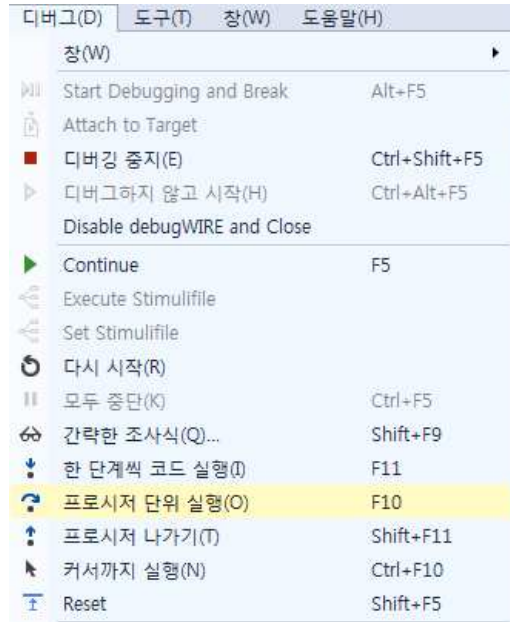 디버그(D) 도구(T) 창(W) 도움말(H)
창(W)
Start Debugging and Break Alt+F5
Attach to Target
디버깅 중지(E) Ctrl+Shift+F5
디버그하지 않고 시작(H) Ctrl+Alt+F5
Disable debugWIRE and Close
Continue F5
Execute Stimulifile
Set Stimulifile
다시 시작(R)
모두 중단(K) Ctrl+F5
간략한 조사식(Q)... Shift+F9
한 단계씩 코드 실행(I) F11
프로시저 단위 실행(O) F10
프로시저 나가기(T) Shift+F11
커서까지 실행(N) Ctrl+F10
Reset Shift+F5